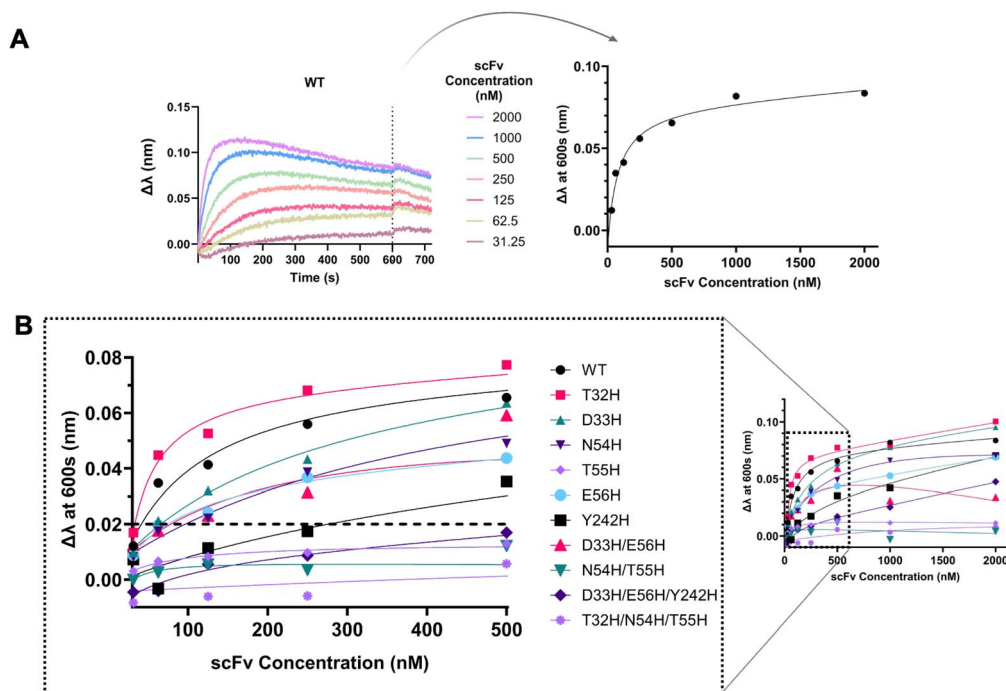 A
WT
scFv
Concentration
(nM)
0.15
0.10
0.05
0.00
Δλ (nm)
100 200 300 400 500 600 700
Time (s)
2000
1000
500
250
125
62.5
31.25
0.10
0.05
0.00
Δλ at 600s (nm)
0 500 1000 1500 2000
scFv Concentration (nM)
B
0.08
0.06
0.04
0.02
0.00
Δλ at 600s (nm)
100 200 300 400 500
scFv Concentration (nM)
WT
T32H
D33H
N54H
T55H
E56H
Y242H
D33H/E56H
N54H/T55H
D33H/E56H/Y242H
T32H/N54H/T55H
0.10
0.05
0.00
Δλ at 600s (nm)
0 500 1000 1500 2000
scFv Concentration (nM)